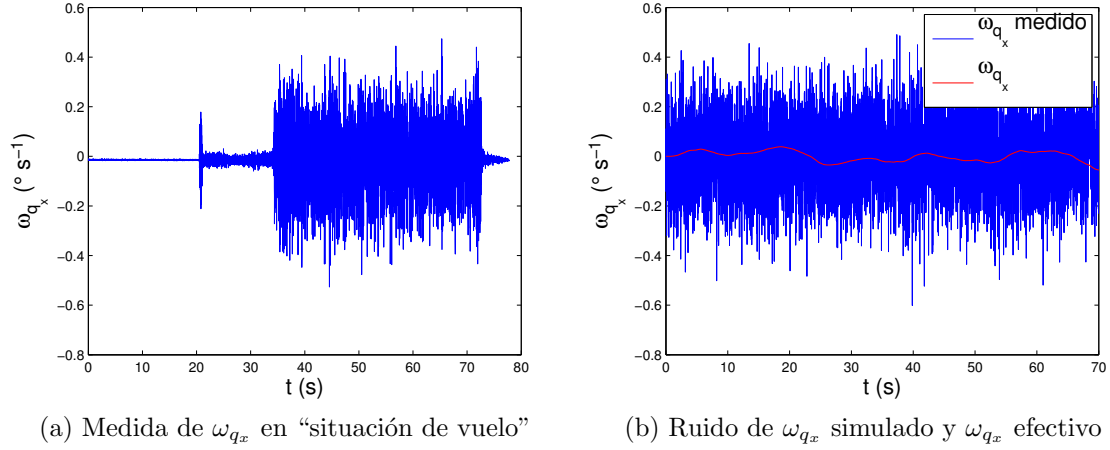 0.6
0.4
0.2
0
−0.2
−0.4
−0.6
−0.8
ω_{q_x} (° s⁻¹)
0 10 20 30 40 50 60 70 80
t (s)
(a) Medida de ω_{q_x} en “situación de vuelo”
0.6
0.4
0.2
0
−0.2
−0.4
−0.6
−0.8
ω_{q_x} (° s⁻¹)
ω_{q_x} medido
ω_{q_x}
0 10 20 30 40 50 60 70
t (s)
(b) Ruido de ω_{q_x} simulado y ω_{q_x} efectivo